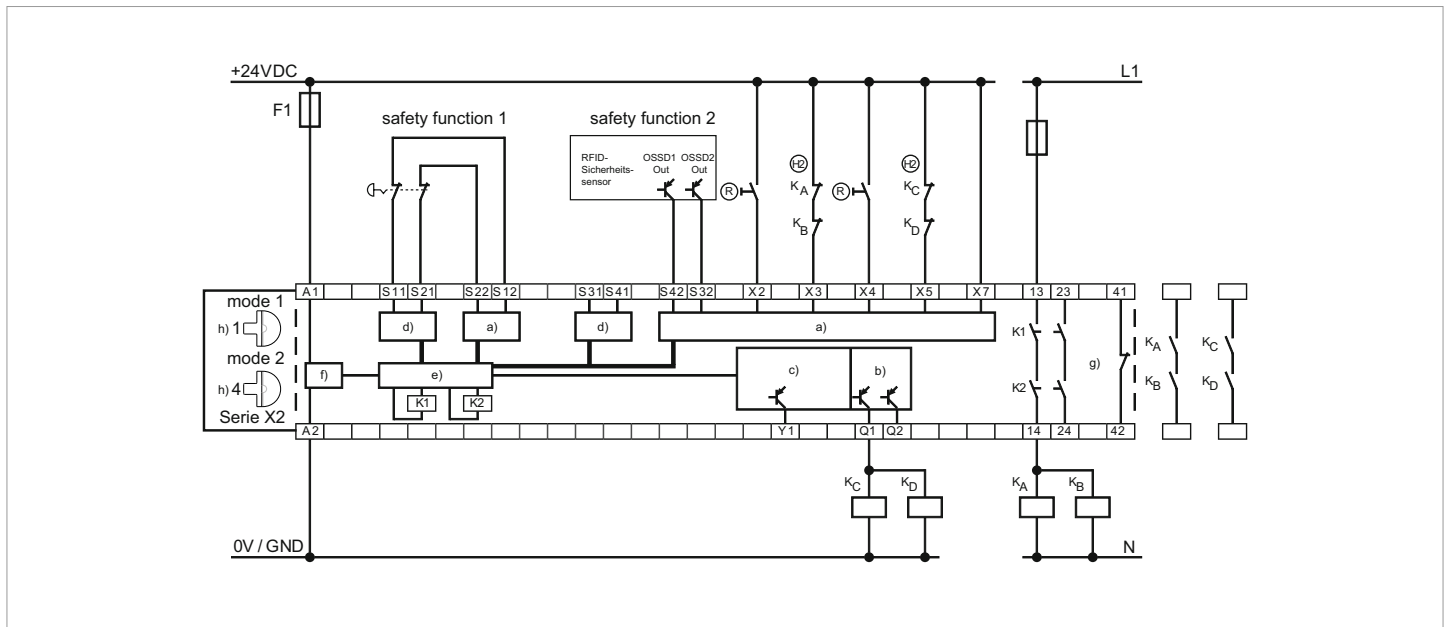 +24VDC
L1
F1
safety function 1
safety function 2
RFID-
Sicherheits-
sensor
OSSD1
Out
OSSD2
Out
R
H2
KA
KB
R
H2
KC
KD
A1
S11
S21
S22
S12
S31
S41
S42
S32
X2
X3
X4
X5
X7
13
23
41
mode 1
h) 1
mode 2
h) 4
Serie X2
d)
a)
d)
a)
f)
e)
K1
K2
c)
b)
K1
K2
g)
KA
KB
KC
KD
A2
Y1
Q1
Q2
14
24
42
KC
KD
KA
KB
0V / GND
N